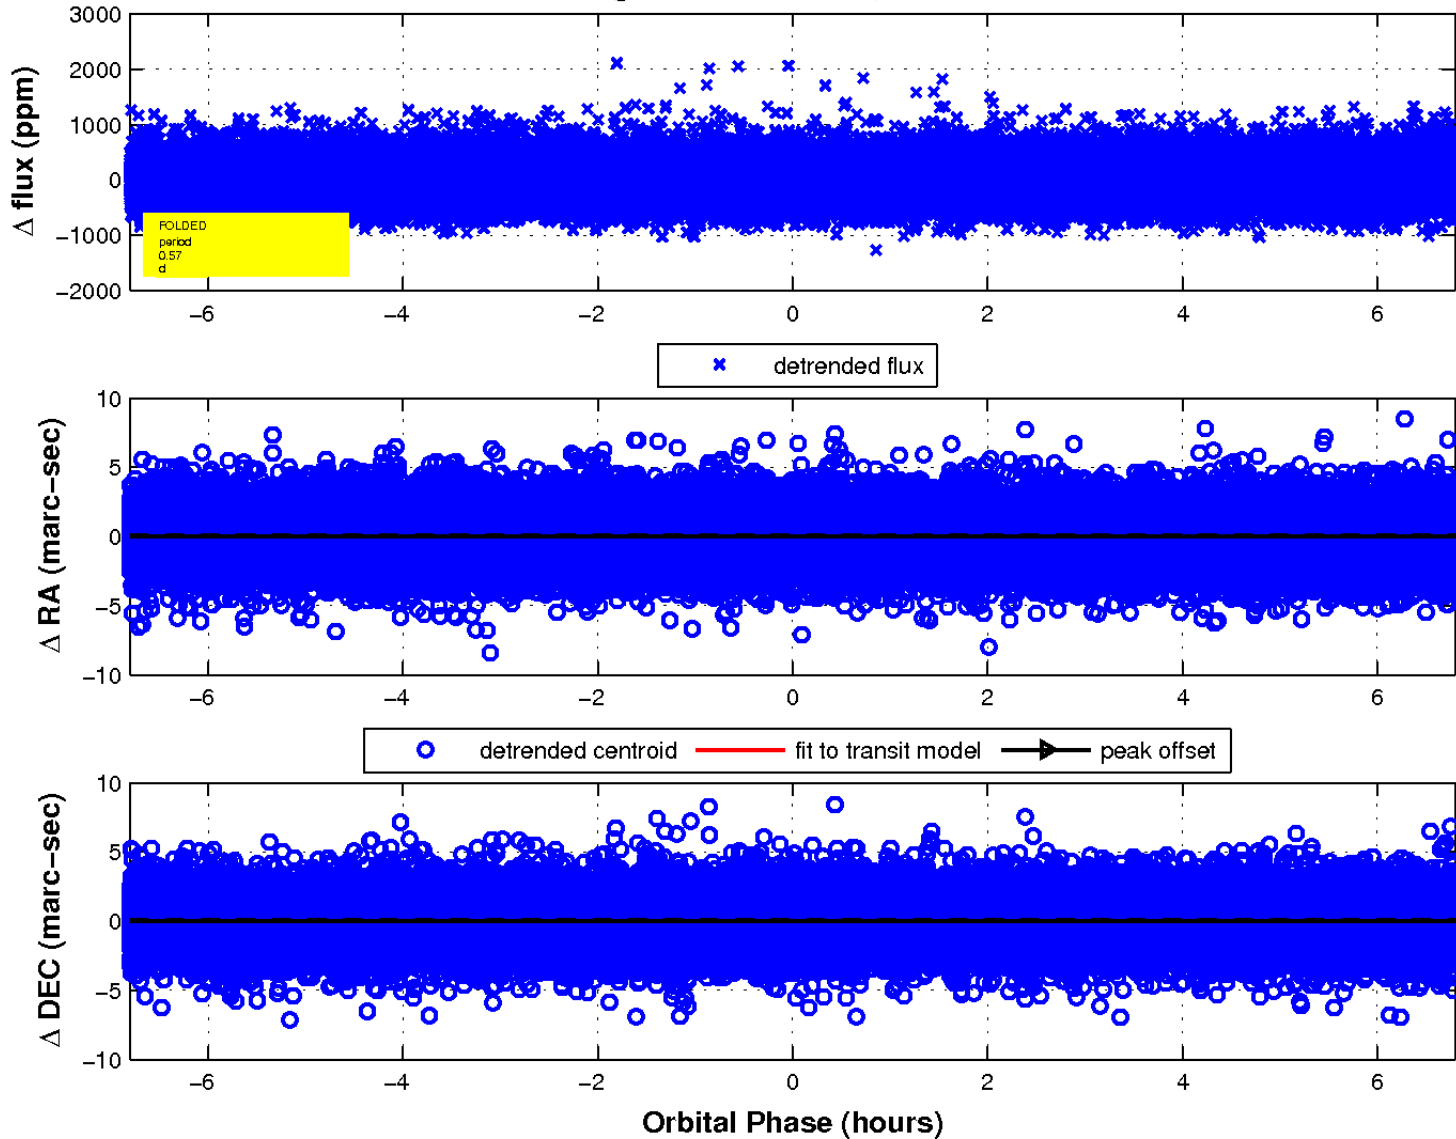 3000
2000
1000
0
−1000
−2000
Δ flux (ppm)
FOLDED
period
0.57
d
−6 −4 −2 0 2 4 6
detrended flux
10
5
0
−5
−10
Δ RA (marc−sec)
−6 −4 −2 0 2 4 6
detrended centroid fit to transit model peak offset
10
5
0
−5
−10
Δ DEC (marc−sec)
−6 −4 −2 0 2 4 6
Orbital Phase (hours)